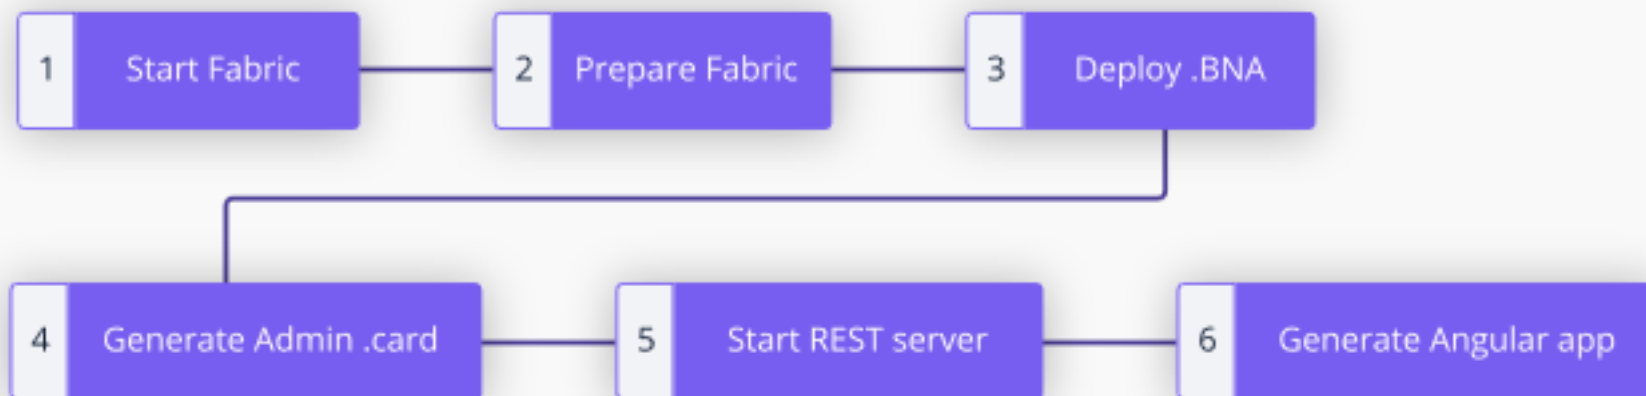 1 Start Fabric
2 Prepare Fabric
3 Deploy .BNA
4 Generate Admin .card
5 Start REST server
6 Generate Angular app